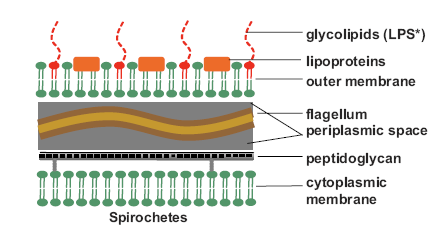 glycolipids (LPS*)
lipoproteins
outer membrane
flagellum
periplasmic space
peptidoglycan
cytoplasmic
membrane
Spirochetes